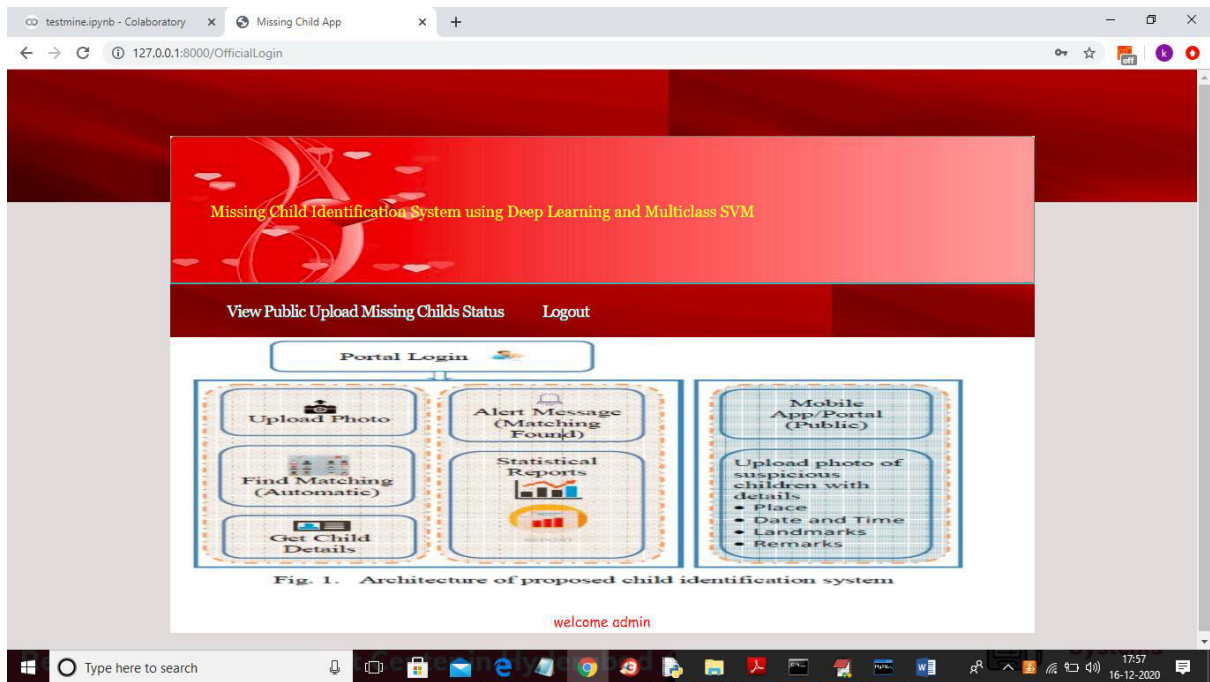 testmine.ipynb - Colaboratory
Missing Child App
127.0.0.1:8000/OfficialLogin
off
k
Missing Child Identification System using Deep Learning and Multiclass SVM
View Public Upload Missing Childs Status Logout
Portal Login
Upload Photo
Find Matching
(Automatic)
Get Child
Details
Alert Message
(Matching
Found)
Statistical
Reports
REPORT
Mobile
App/Portal
(Public)
Upload photo of
suspicious
children with
details
• Place
• Date and Time
• Landmarks
• Remarks
Fig. 1. Architecture of proposed child identification system
welcome admin
Type here to search
17:57
16-12-2020